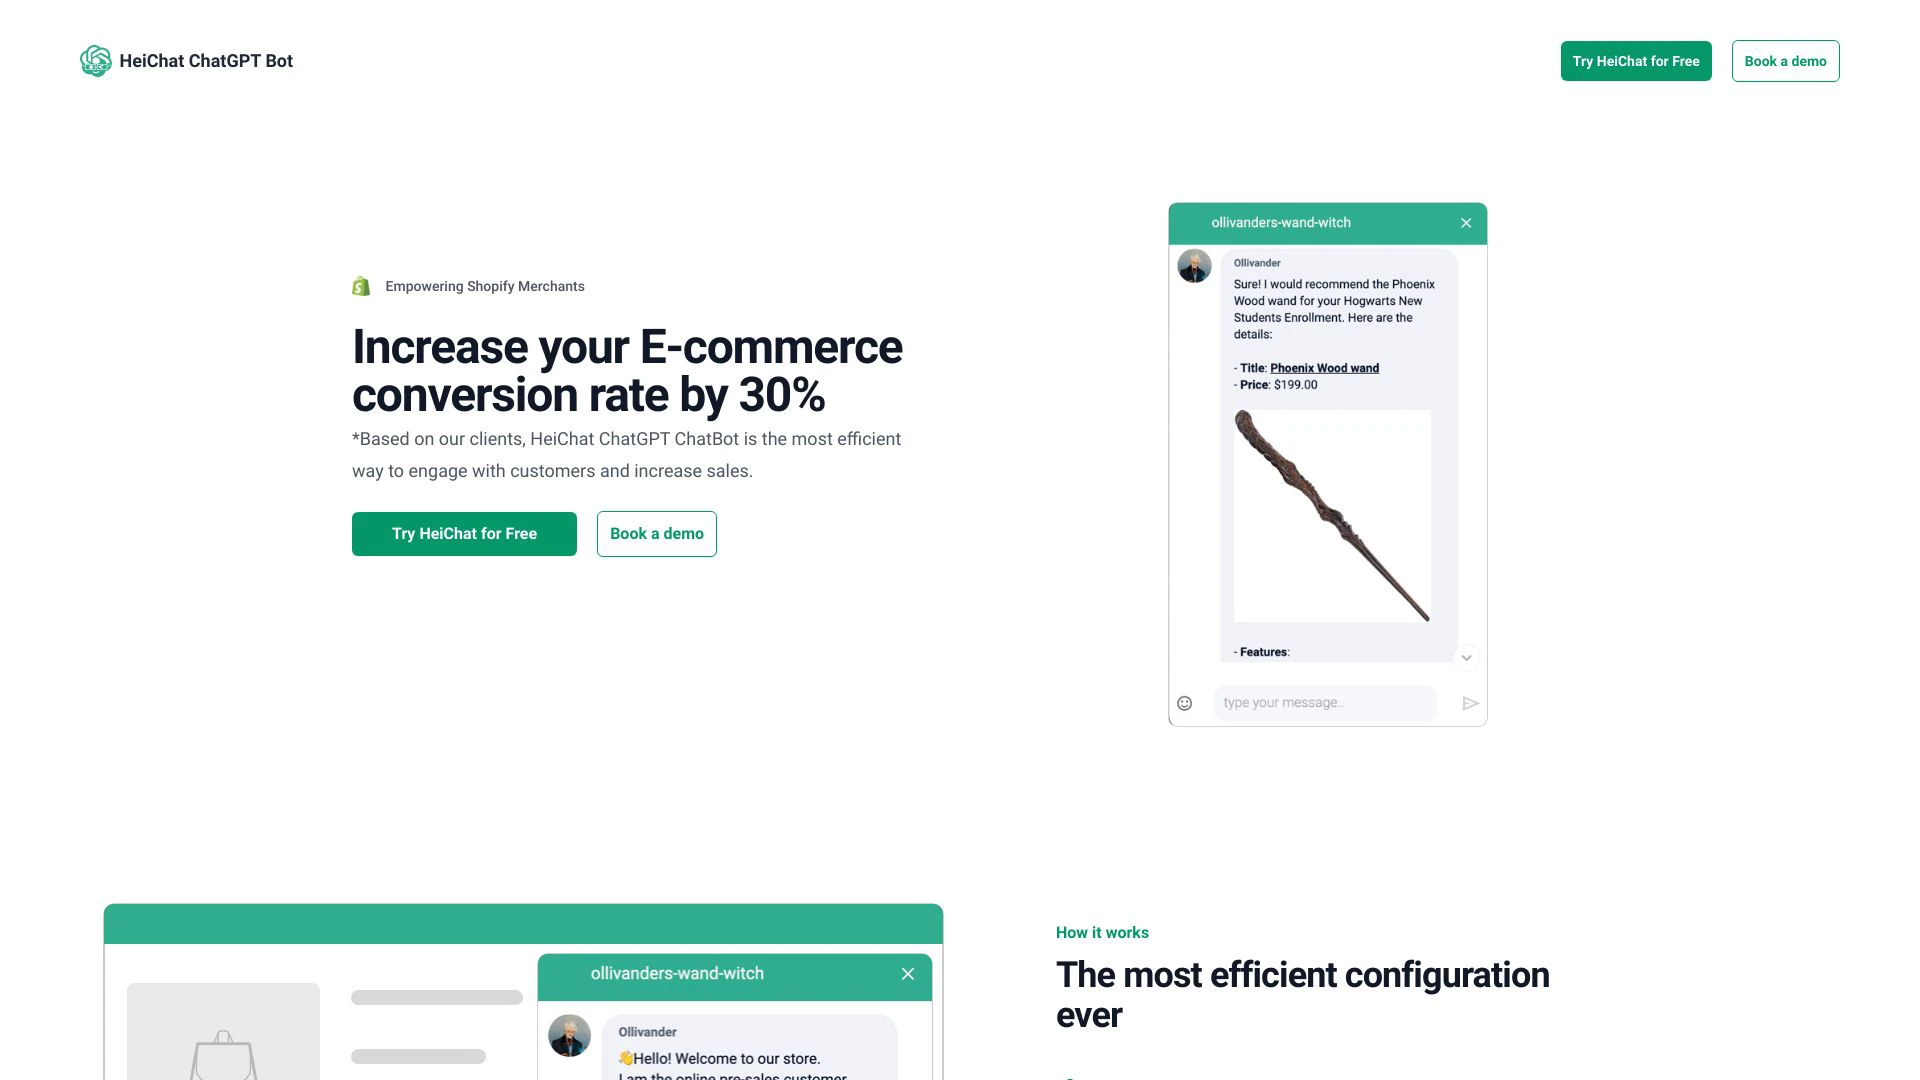 HeiChat ChatGPT Bot
Try HeiChat for Free
Book a demo
Empowering Shopify Merchants
Increase your E-commerce
conversion rate by 30%
*Based on our clients, HeiChat ChatGPT ChatBot is the most efficient
way to engage with customers and increase sales.
Try HeiChat for Free
Book a demo
ollivanders-wand-witch
Ollivander
Sure! I would recommend the Phoenix
Wood wand for your Hogwarts New
Students Enrollment. Here are the
details:
- Title: Phoenix Wood wand
- Price: $199.00
- Features:
type your message..
ollivanders-wand-witch
Ollivander
👋Hello! Welcome to our store.
I am the online pre-sales customer
How it works
The most efficient configuration
ever